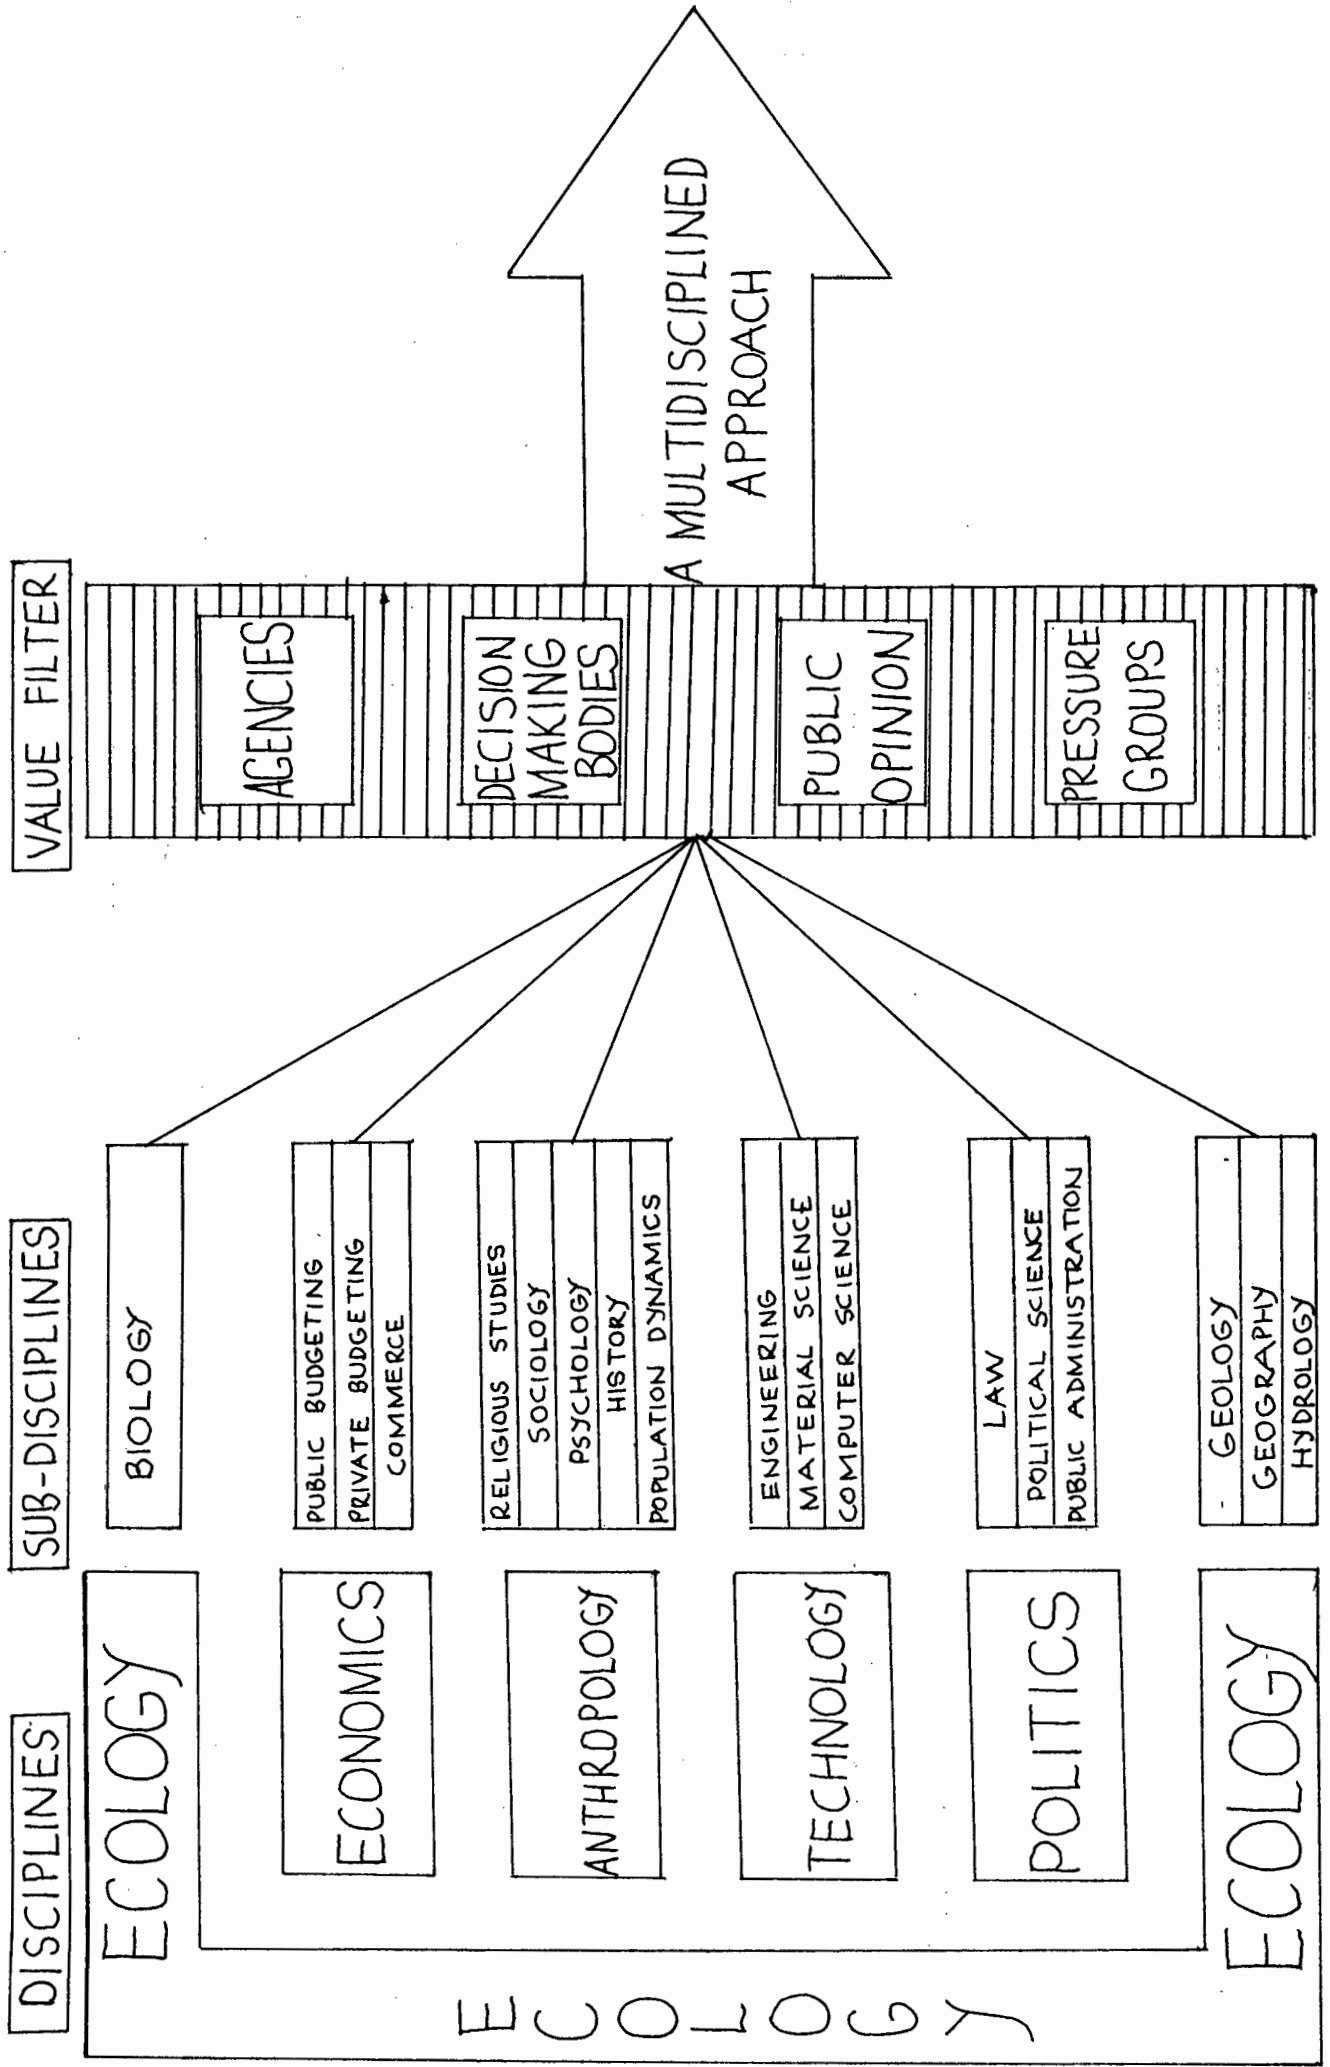 DISCIPLINES
SUB-DISCIPLINES
VALUE FILTER
ECOLOGY
ECOLOGY
ECONOMICS
ANTHROPOLOGY
TECHNOLOGY
POLITICS
ECOLOGY
BIOLOGY
PUBLIC BUDGETING
PRIVATE BUDGETING
COMMERCE
RELIGIOUS STUDIES
SOCIOLOGY
PSYCHOLOGY
HISTORY
POPULATION DYNAMICS
ENGINEERING
MATERIAL SCIENCE
COMPUTER SCIENCE
LAW
POLITICAL SCIENCE
PUBLIC ADMINISTRATION
GEOLOGY
GEOGRAPHY
HYDROLOGY
AGENCIES
DECISION
MAKING
BODIES
PUBLIC
OPINION
PRESSURE
GROUPS
A MULTIDISCIPLINED
APPROACH